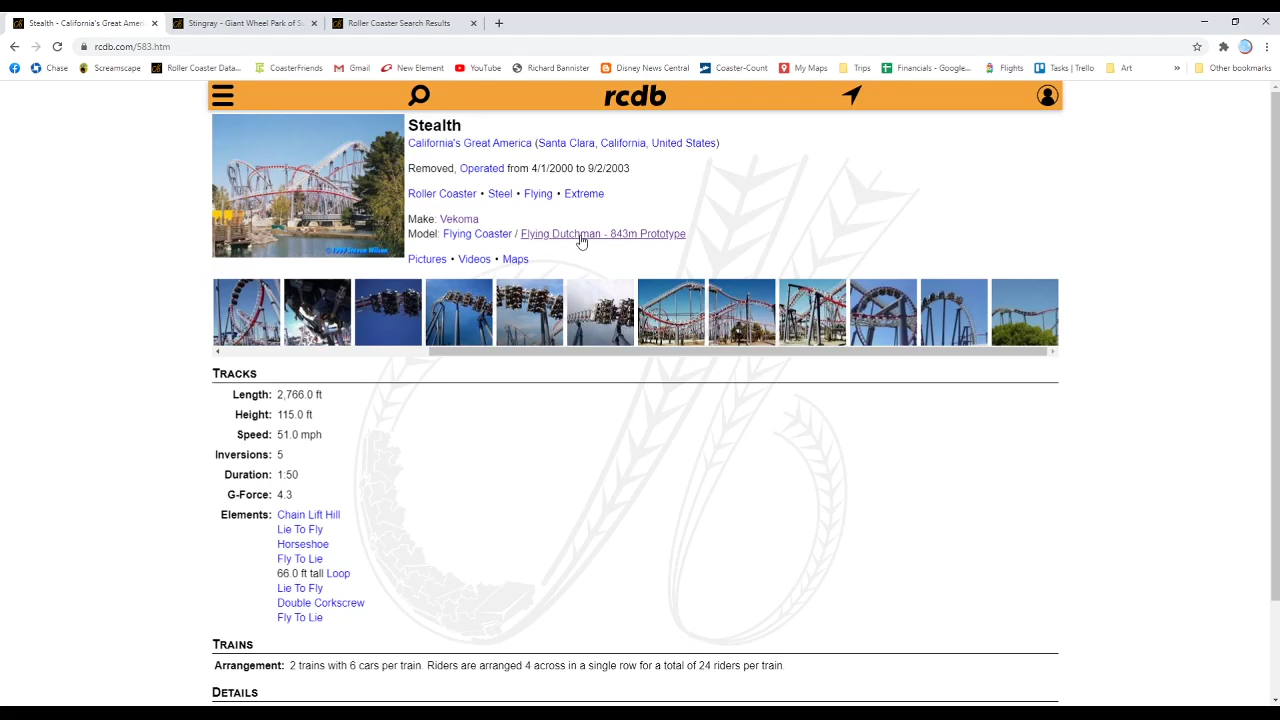 Stealth - California's Great Ameri
Stingray - Giant Wheel Park of Su
Roller Coaster Search Results
rcdb.com/583.htm
Chase
Screamscape
Roller Coaster Data...
CoasterFriends
Gmail
New Element
YouTube
Richard Bannister
Disney News Central
Coaster-Count
My Maps
Trips
Financials - Google...
Flights
Tasks | Trello
Art
»
Other bookmarks
rcdb
Stealth
California's Great America (Santa Clara, California, United States)
Removed, Operated from 4/1/2000 to 9/2/2003
Roller Coaster • Steel • Flying • Extreme
Make: Vekoma
Model: Flying Coaster / Flying Dutchman - 843m Prototype
Pictures • Videos • Maps
TRACKS
Length: 2,766.0 ft
Height: 115.0 ft
Speed: 51.0 mph
Inversions: 5
Duration: 1:50
G-Force: 4.3
Elements: Chain Lift Hill
Lie To Fly
Horseshoe
Fly To Lie
66.0 ft tall Loop
Lie To Fly
Double Corkscrew
Fly To Lie
TRAINS
Arrangement: 2 trains with 6 cars per train. Riders are arranged 4 across in a single row for a total of 24 riders per train.
DETAILS